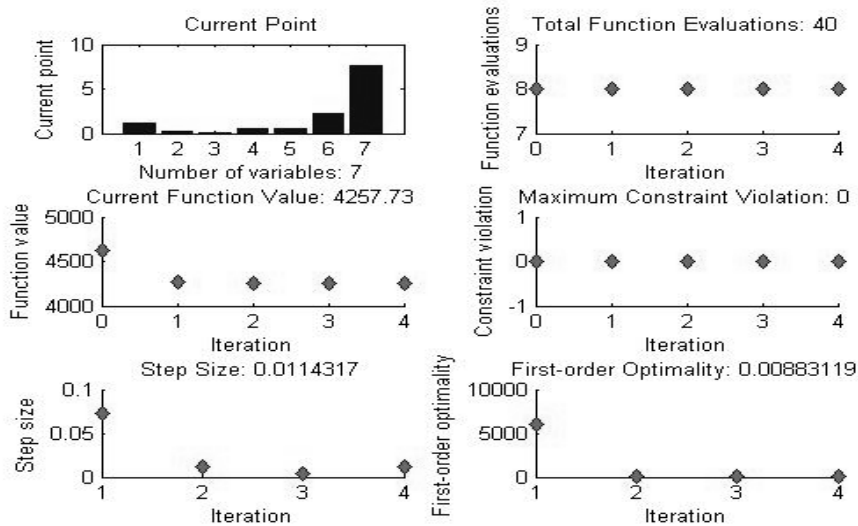 Current Point
Current point
10
5
0
1 2 3 4 5 6 7
Number of variables: 7
Total Function Evaluations: 40
Function evaluations
9
8
7
0 1 2 3 4
Iteration
Current Function Value: 4257.73
Function value
5000
4500
4000
0 1 2 3 4
Iteration
Maximum Constraint Violation: 0
Constraint violation
1
0
-1
0 1 2 3 4
Iteration
Step Size: 0.0114317
Step size
0.1
0.05
0
1 2 3 4
Iteration
First-order Optimality: 0.00883119
First-order optimality
10000
5000
0
1 2 3 4
Iteration